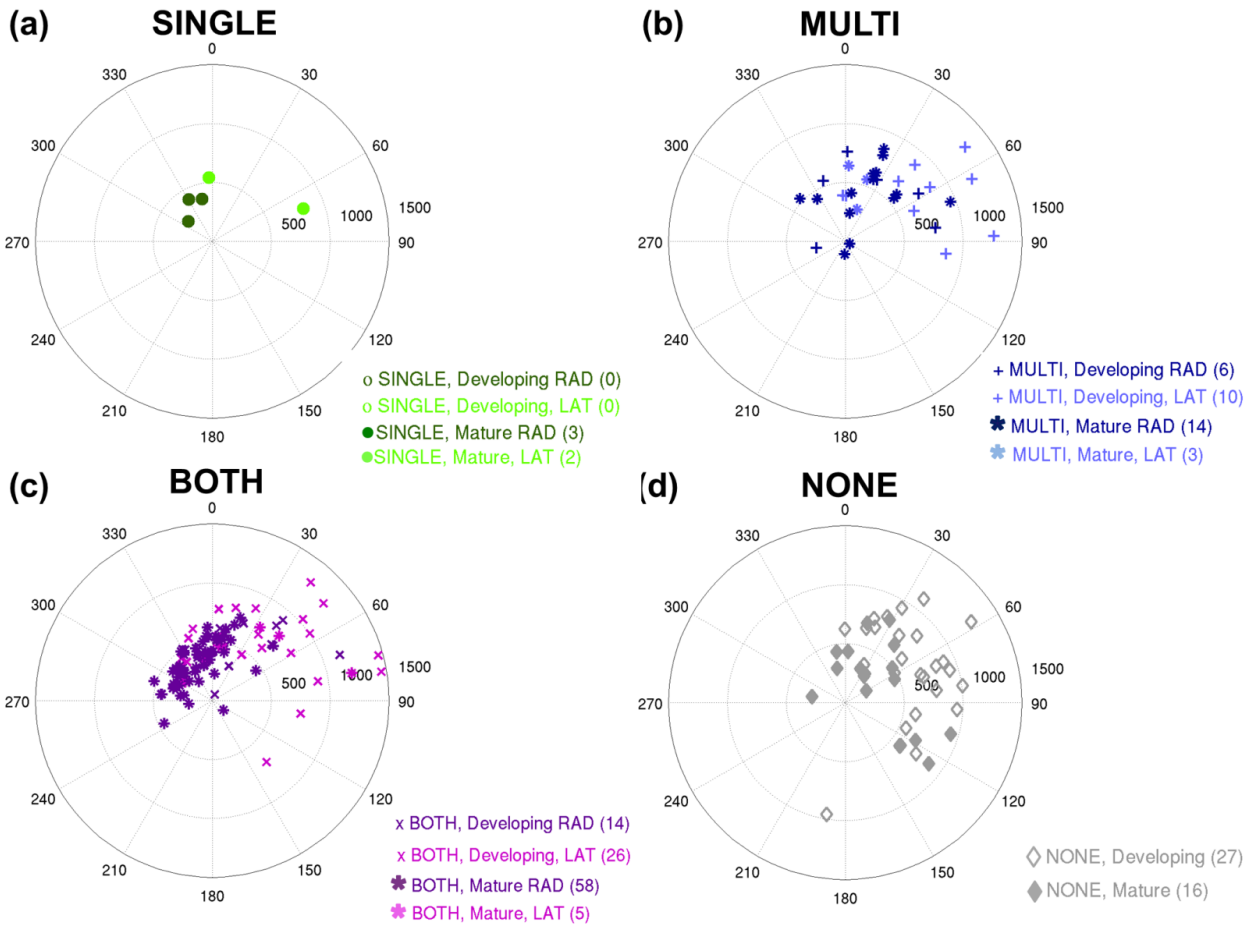 (a) SINGLE
0
330 30
300 60
1500
1000
500
270 90
240 120
210 150
180
o SINGLE, Developing RAD (0)
o SINGLE, Developing, LAT (0)
SINGLE, Mature RAD (3)
SINGLE, Mature, LAT (2)
(b) MULTI
0
330 30
300 60
1500
1000
500
270 90
240 120
210 150
180
+ MULTI, Developing RAD (6)
+ MULTI, Developing, LAT (10)
* MULTI, Mature RAD (14)
* MULTI, Mature, LAT (3)
(c) BOTH
0
330 30
300 60
1500
1000
500
270 90
240 120
210 150
180
x BOTH, Developing RAD (14)
x BOTH, Developing, LAT (26)
* BOTH, Mature RAD (58)
* BOTH, Mature, LAT (5)
(d) NONE
0
330 30
300 60
1500
1000
500
270 90
240 120
210 150
180
NONE, Developing (27)
NONE, Mature (16)